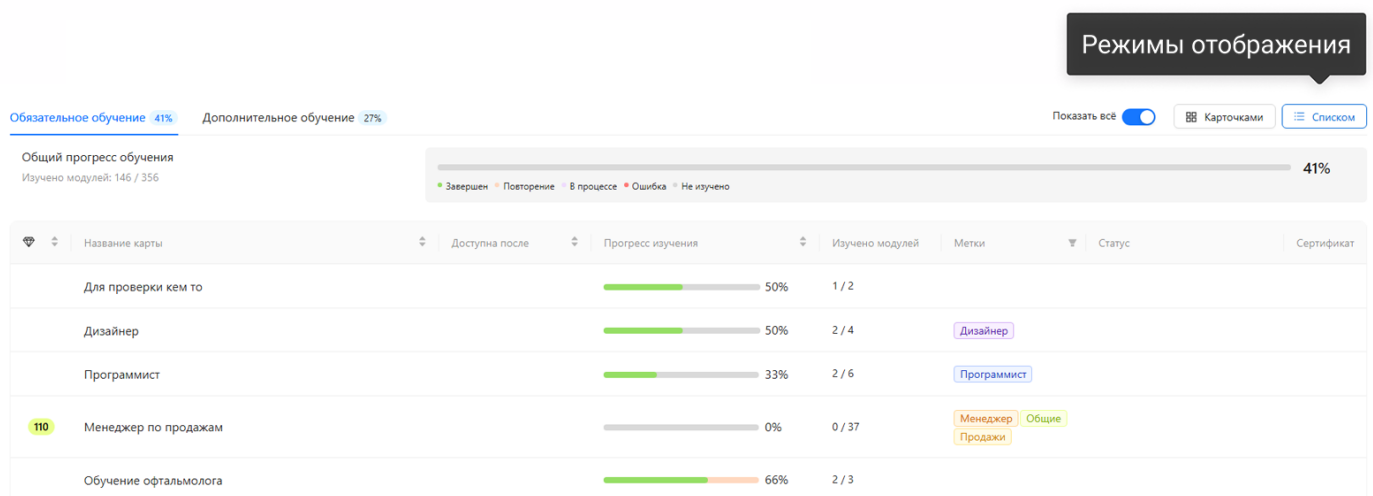 Режимы отображения
Обязательное обучение 41% Дополнительное обучение 27% Показать всё Карточками Списком
Общий прогресс обучения
Изучено модулей: 146 / 356
41%
Завершен Повторение В процессе Ошибка Не изучено
Название карты Доступна после Прогресс изучения Изучено модулей Метки Статус Сертификат
Для проверки кем то 50% 1 / 2
Дизайнер 50% 2 / 4 Дизайнер
Программист 33% 2 / 6 Программист
110 Менеджер по продажам 0% 0 / 37 Менеджер Общие
Продажи
Обучение офтальмолога 66% 2 / 3